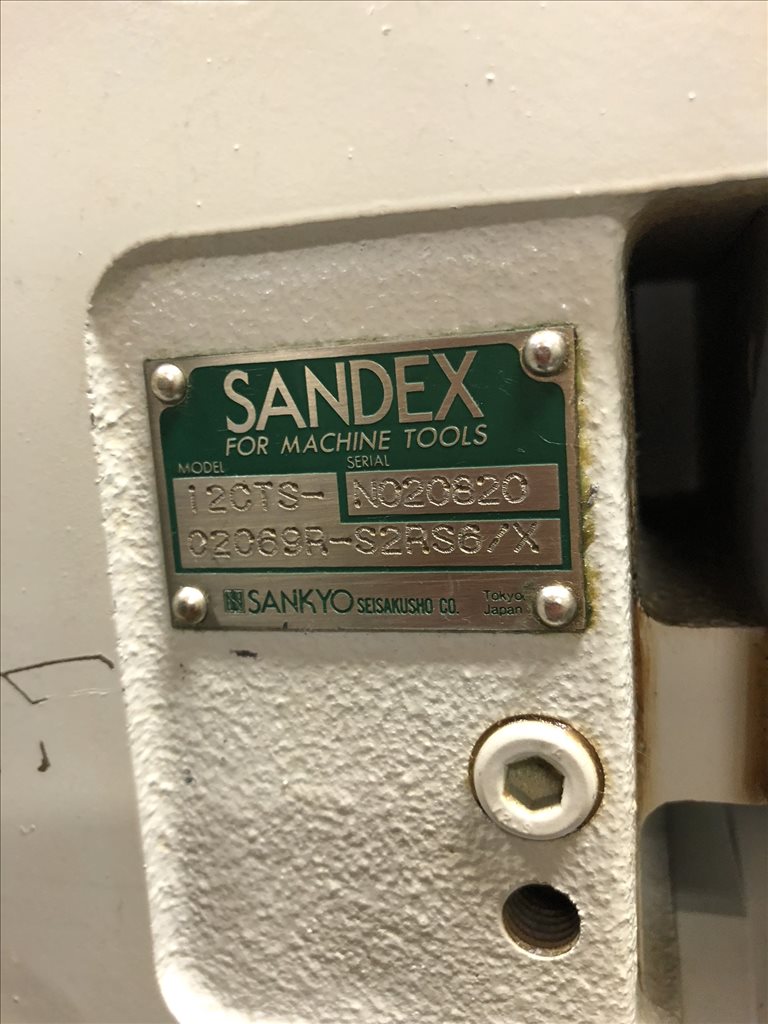 SANDEX
FOR MACHINE TOOLS
MODEL SERIAL
12CTS- N020820
02069R-S2RS6/X
SANKYO SEISAKUSHO CO. Tokyo Japan